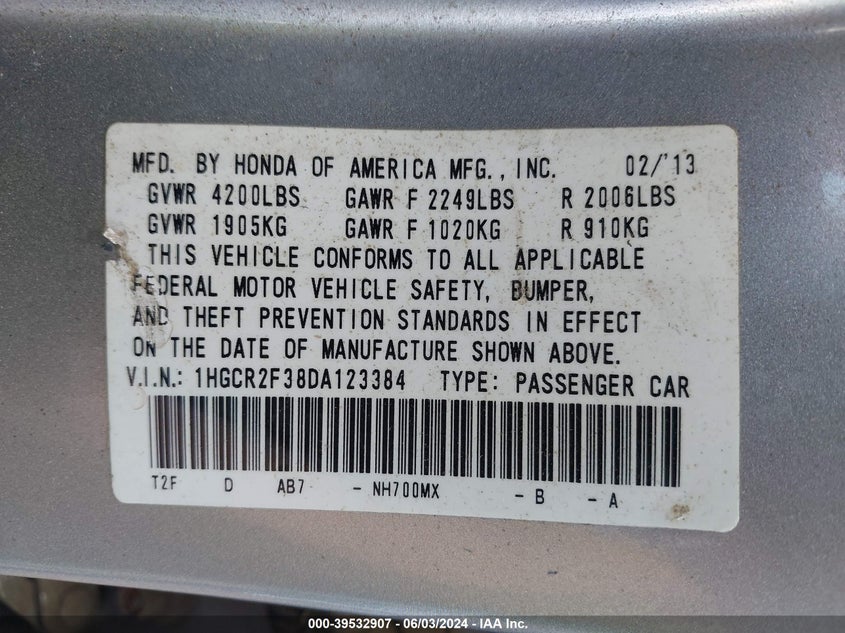 MFD. BY HONDA OF AMERICA MFG., INC. 02/'13
GVWR 4200LBS GAWR F 2249LBS R 2006LBS
GVWR 1905KG GAWR F 1020KG R 910KG
THIS VEHICLE CONFORMS TO ALL APPLICABLE
FEDERAL MOTOR VEHICLE SAFETY, BUMPER,
AND THEFT PREVENTION STANDARDS IN EFFECT
ON THE DATE OF MANUFACTURE SHOWN ABOVE.
V.I.N.: 1HGCR2F38DA123384 TYPE: PASSENGER CAR
T2F D AB7 - NH700MX - B - A
000-39532907 - 06/03/2024 - IAA Inc.